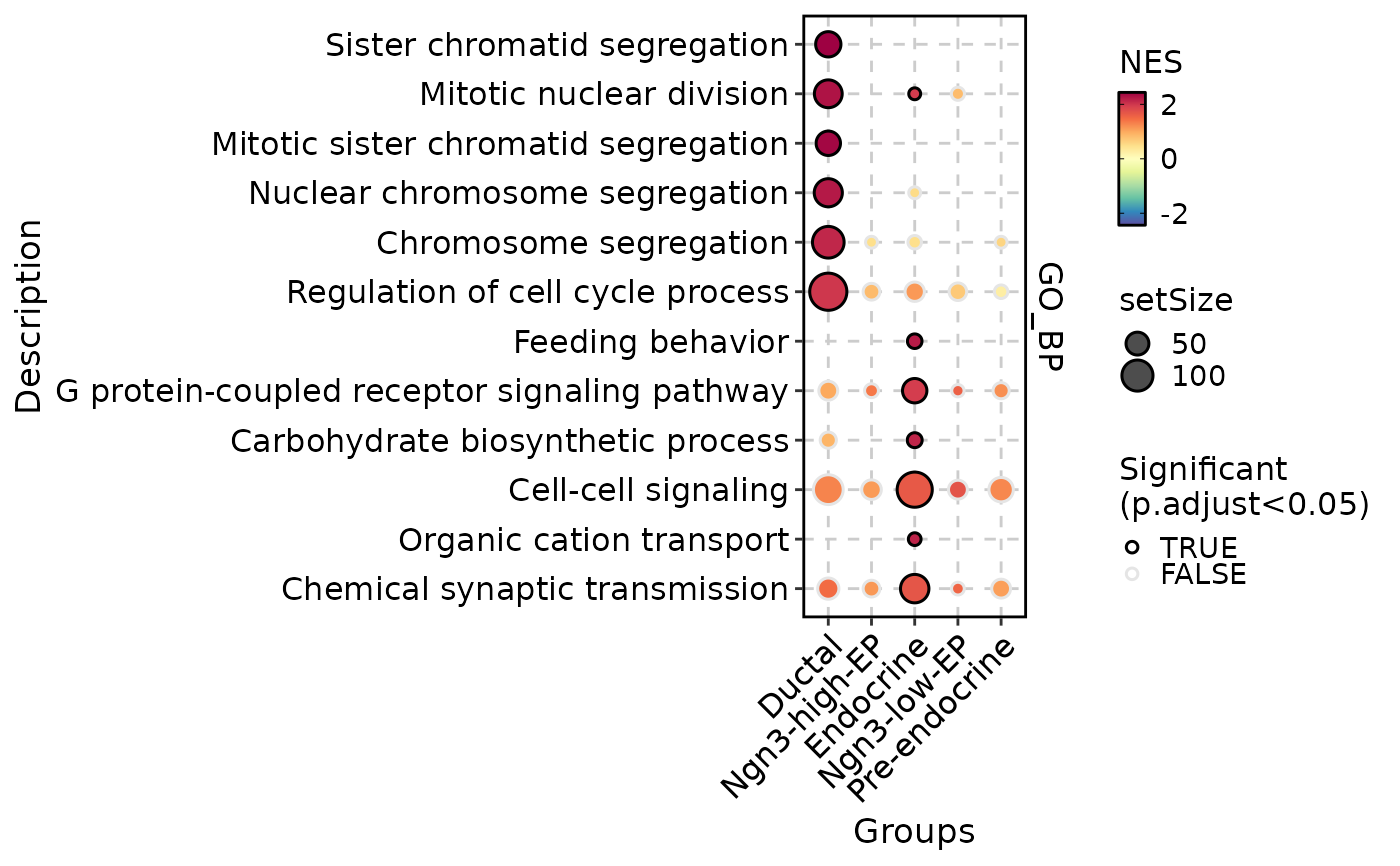 Description
Sister chromatid segregation
Mitotic nuclear division
Mitotic sister chromatid segregation
Nuclear chromosome segregation
Chromosome segregation
Regulation of cell cycle process
Feeding behavior
G protein-coupled receptor signaling pathway
Carbohydrate biosynthetic process
Cell-cell signaling
Organic cation transport
Chemical synaptic transmission
GO_BP
Ductal
Ngn3-high-EP
Endocrine
Ngn3-low-EP
Pre-endocrine
Groups
NES
2
0
-2
setSize
50
100
Significant
(p.adjust<0.05)
TRUE
FALSE